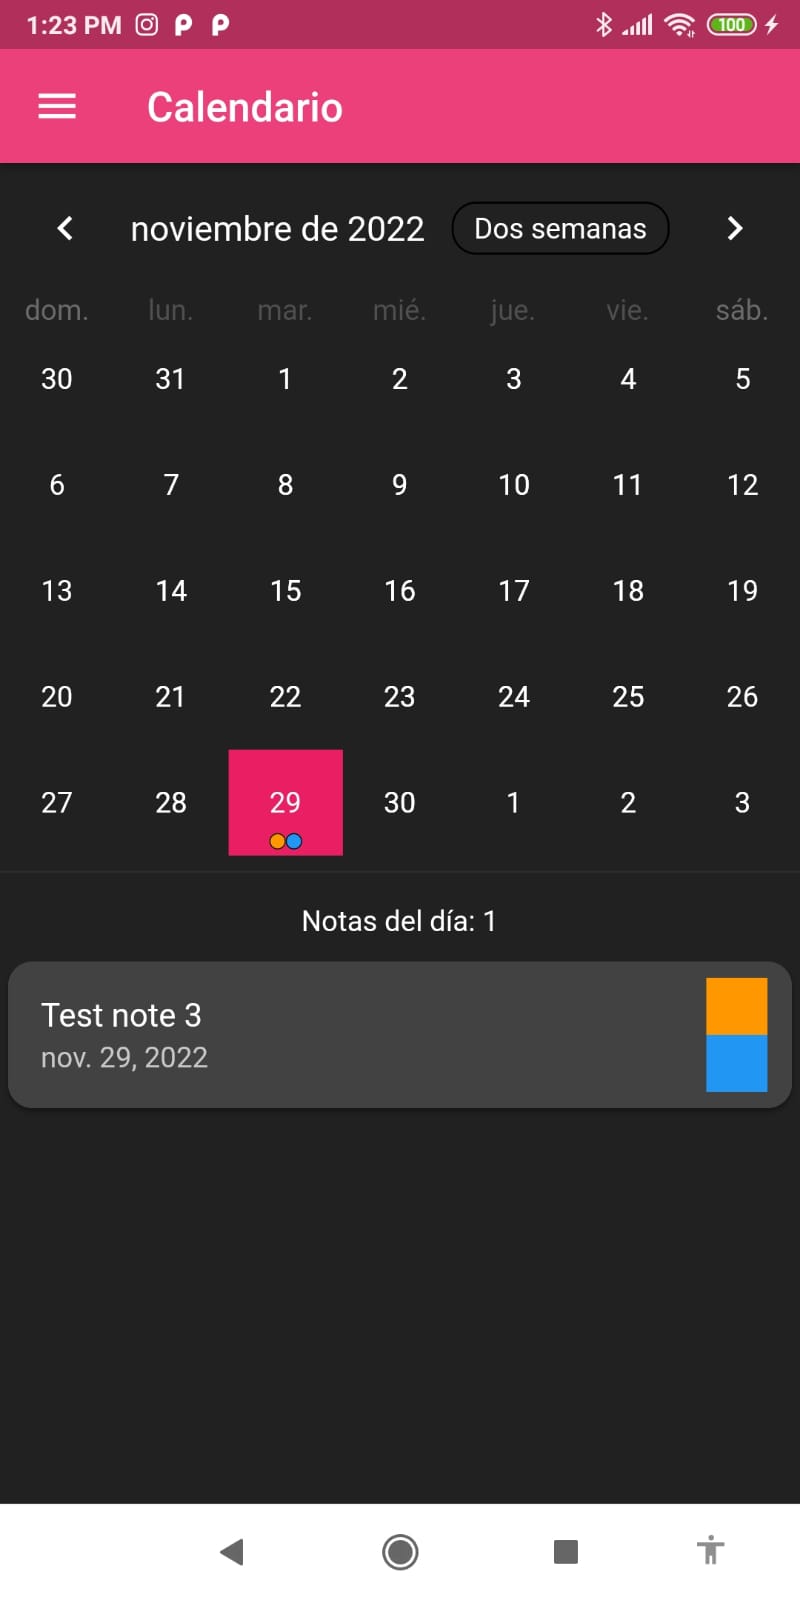 1:23 PM
100
Calendario
noviembre de 2022 Dos semanas
dom. lun. mar. mié. jue. vie. sáb.
30 31 1 2 3 4 5
6 7 8 9 10 11 12
13 14 15 16 17 18 19
20 21 22 23 24 25 26
27 28 29 30 1 2 3
Notas del día: 1
Test note 3
nov. 29, 2022